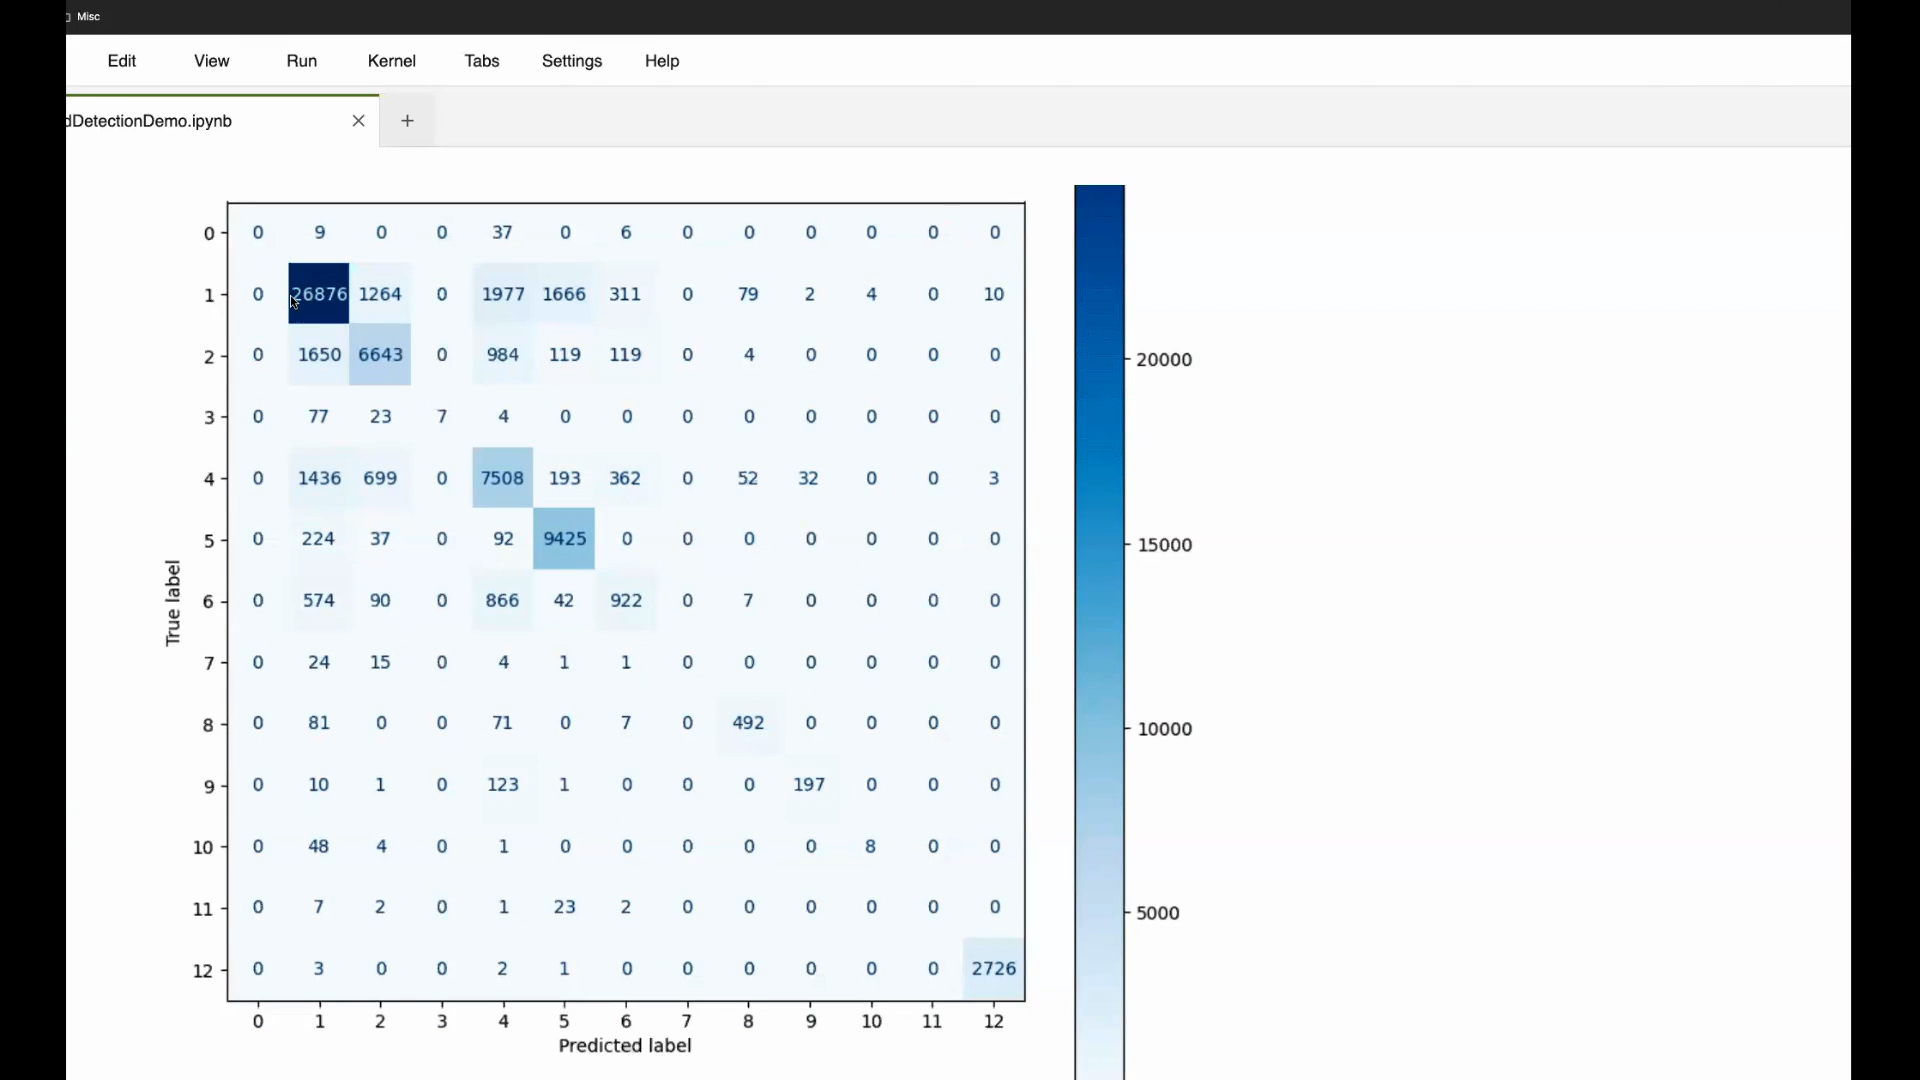 Misc
Edit View Run Kernel Tabs Settings Help
dDetectionDemo.ipynb
0 0 9 0 0 37 0 6 0 0 0 0 0 0
1 0 26876 1264 0 1977 1666 311 0 79 2 4 0 10
2 0 1650 6643 0 984 119 119 0 4 0 0 0 0
3 0 77 23 7 4 0 0 0 0 0 0 0 0
4 0 1436 699 0 7508 193 362 0 52 32 0 0 3
5 0 224 37 0 92 9425 0 0 0 0 0 0 0
6 0 574 90 0 866 42 922 0 7 0 0 0 0
7 0 24 15 0 4 1 1 0 0 0 0 0 0
8 0 81 0 0 71 0 7 0 492 0 0 0 0
9 0 10 1 0 123 1 0 0 0 197 0 0 0
10 0 48 4 0 1 0 0 0 0 0 8 0 0
11 0 7 2 0 1 23 2 0 0 0 0 0 0
12 0 3 0 0 2 1 0 0 0 0 0 0 2726
0 1 2 3 4 5 6 7 8 9 10 11 12
Predicted label
True label
20000
15000
10000
5000